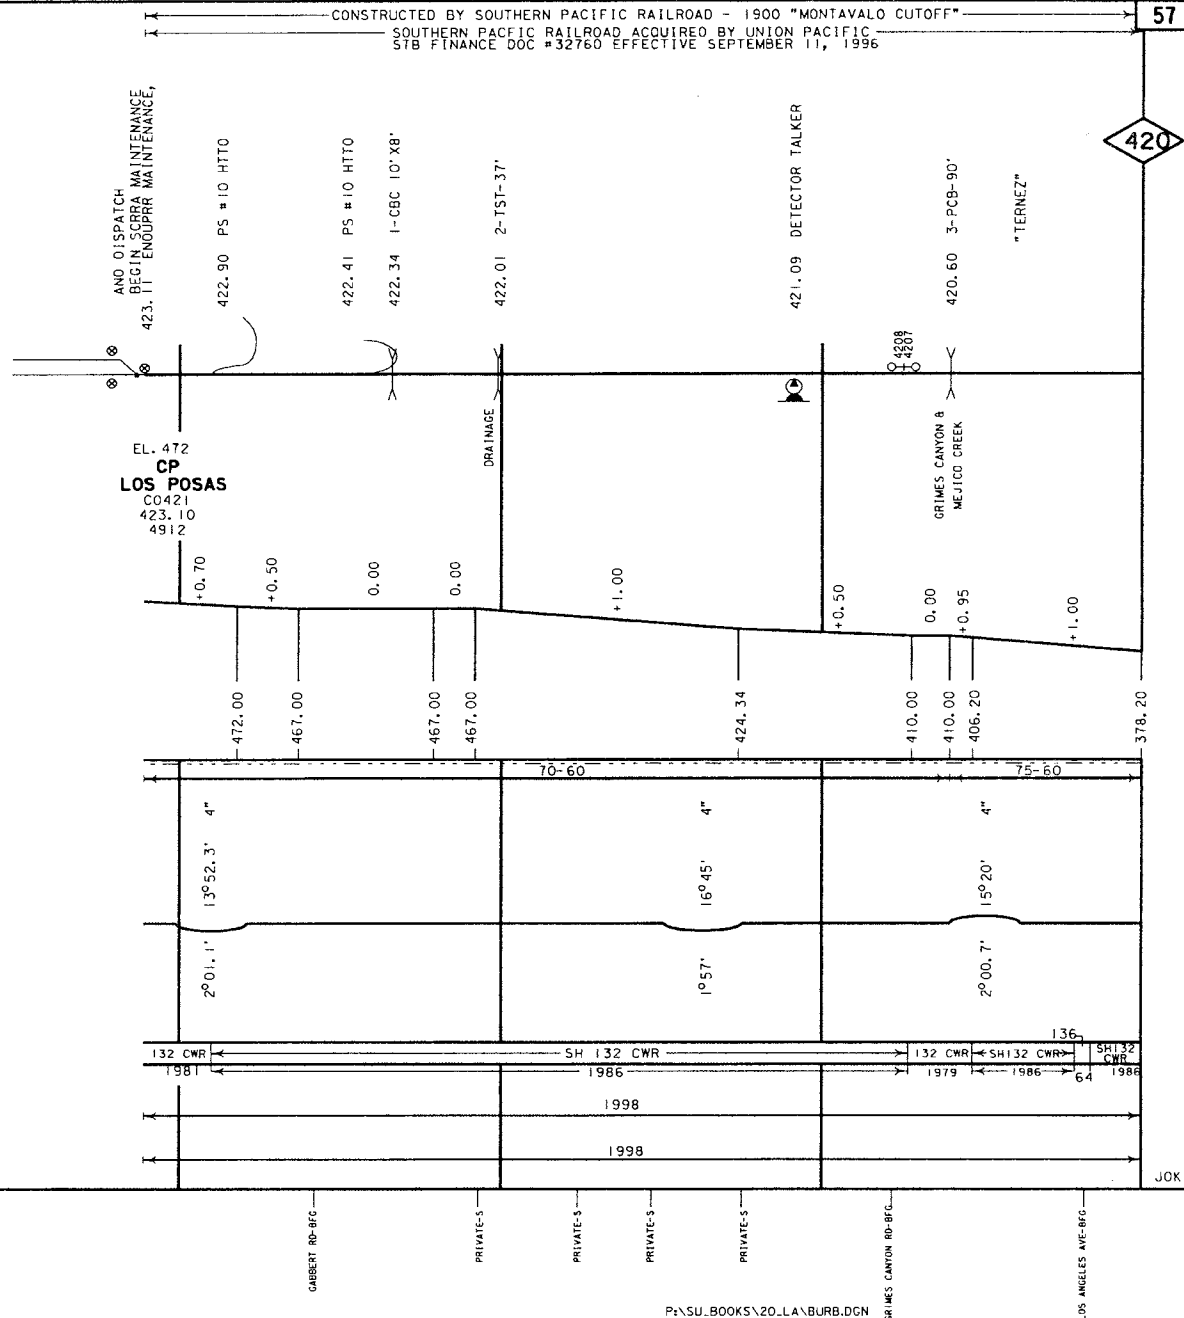 CONSTRUCTED BY SOUTHERN PACIFIC RAILROAD - 1900 "MONTAVALO CUTOFF"
57
SOUTHERN PACFIC RAILROAD ACQUIRED BY UNION PACIFIC
STB FINANCE DOC #32760 EFFECTIVE SEPTEMBER 11, 1996
420
AND DISPATCH
BEGIN SCRRA MAINTENANCE
423.11 ENDUPRR MAINTENANCE,
422.90 PS #10 HTTO
422.41 PS #10 HTTO
422.34 1-CBC 10'X8'
422.01 2-TST-37'
421.09 DETECTOR TALKER
420.60 3-PCB-90'
"TERNEZ"
4208
4207
DRAINAGE
GRIMES CANYON &
MEJICO CREEK
EL. 472
CP
LOS POSAS
C0421
423.10
4912
+0.70
+0.50
0.00
0.00
+1.00
+0.50
0.00
+0.95
+1.00
472.00
467.00
467.00
467.00
424.34
410.00
410.00
406.20
378.20
70-60
75-60
13°52.3' 4"
16°45' 4"
15°20' 4"
2°01.1'
1°57'
2°00.7'
136
132 CWR
SH 132 CWR
132 CWR
SH132 CWR
SH132
CWR
1981
1986
1979
1986
64
1986
1998
1998
JOK
GABBERT RD-BFG
PRIVATE-S
PRIVATE-S
PRIVATE-S
PRIVATE-S
GRIMES CANYON RD-BFG
LOS ANGELES AVE-BFG
P:\SU_BOOKS\20_LA\BURB.DGN